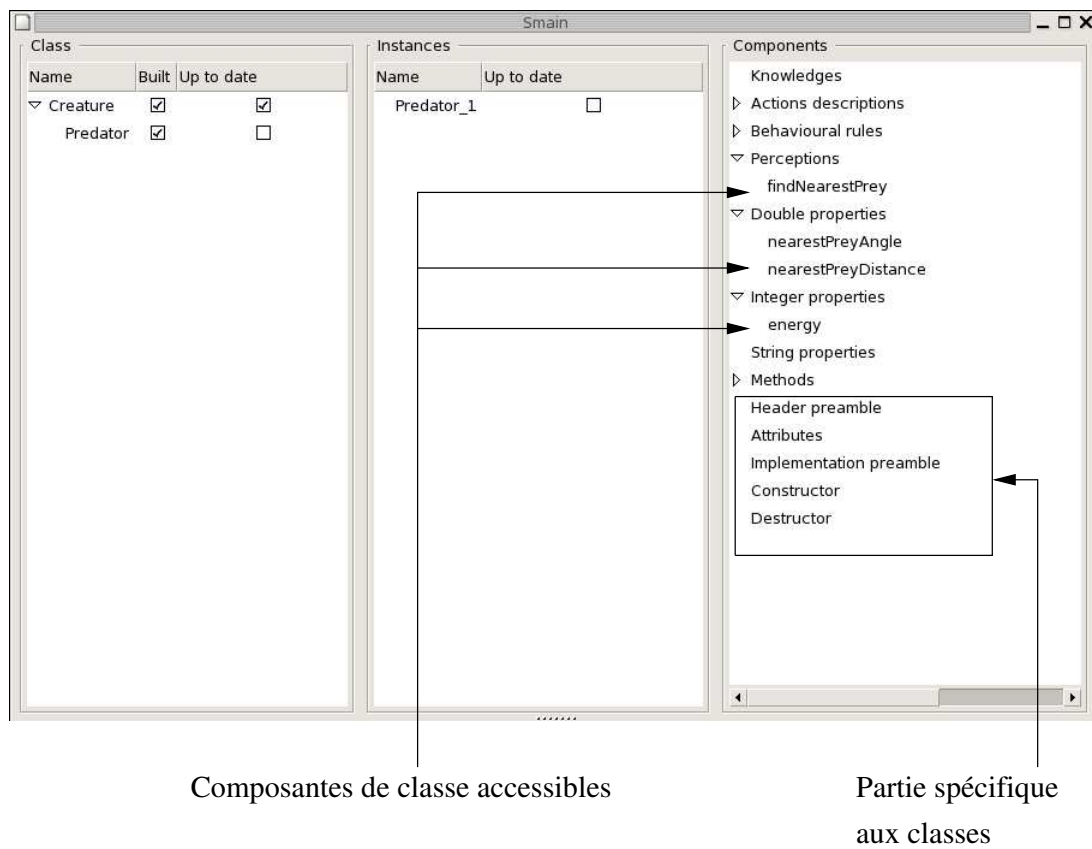 Smain
Class
Name Built Up to date
Creature
Predator
Instances
Name Up to date
Predator_1
Components
Knowledges
Actions descriptions
Behavioural rules
Perceptions
findNearestPrey
Double properties
nearestPreyAngle
nearestPreyDistance
Integer properties
energy
String properties
Methods
Header preamble
Attributes
Implementation preamble
Constructor
Destructor
Composantes de classe accessibles
Partie spécifique
aux classes